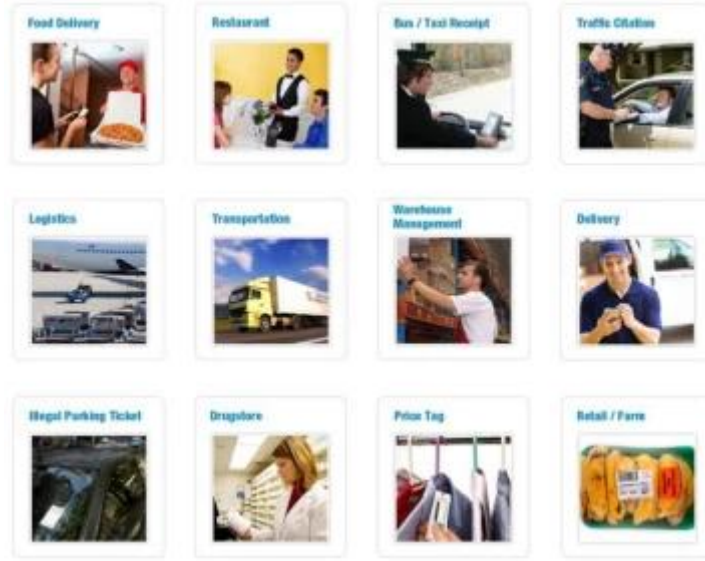 Food Delivery
Restaurant
Bus / Taxi Receipt
Traffic Citation
Logistics
Transportation
Warehouse
Management
Delivery
Illegal Parking Ticket
Drugstore
Price Tag
Retail / Farm